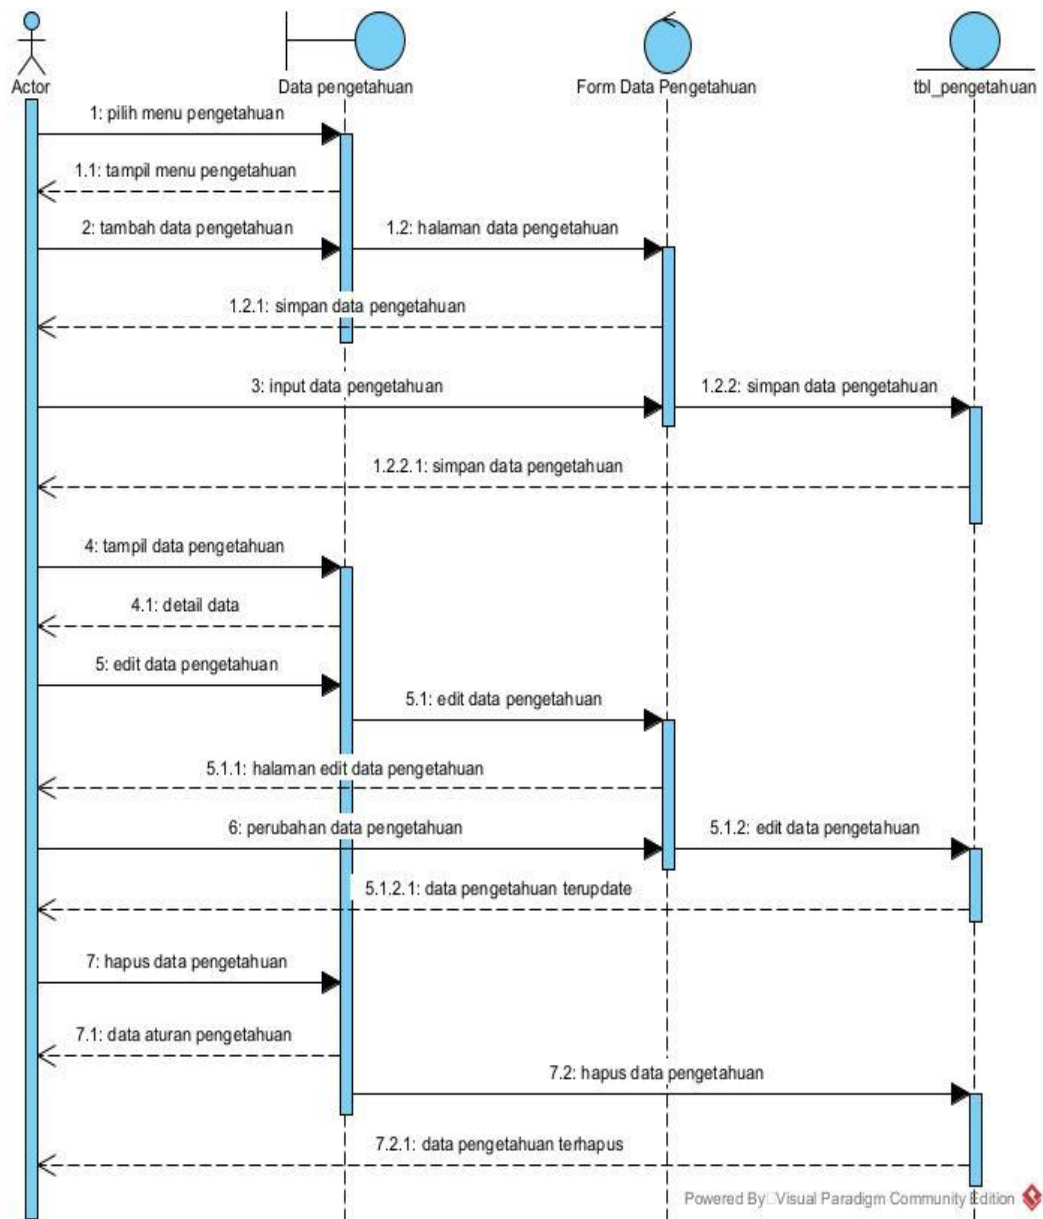 Actor
Data pengetahuan
Form Data Pengetahuan
tbl_pengetahuan
1: pilih menu pengetahuan
1.1: tampil menu pengetahuan
2: tambah data pengetahuan
1.2: halaman data pengetahuan
1.2.1: simpan data pengetahuan
3: input data pengetahuan
1.2.2: simpan data pengetahuan
1.2.2.1: simpan data pengetahuan
4: tampil data pengetahuan
4.1: detail data
5: edit data pengetahuan
5.1: edit data pengetahuan
5.1.1: halaman edit data pengetahuan
6: perubahan data pengetahuan
5.1.2: edit data pengetahuan
5.1.2.1: data pengetahuan terupdate
7: hapus data pengetahuan
7.1: data aturan pengetahuan
7.2: hapus data pengetahuan
7.2.1: data pengetahuan terhapus
Powered By Visual Paradigm Community Edition